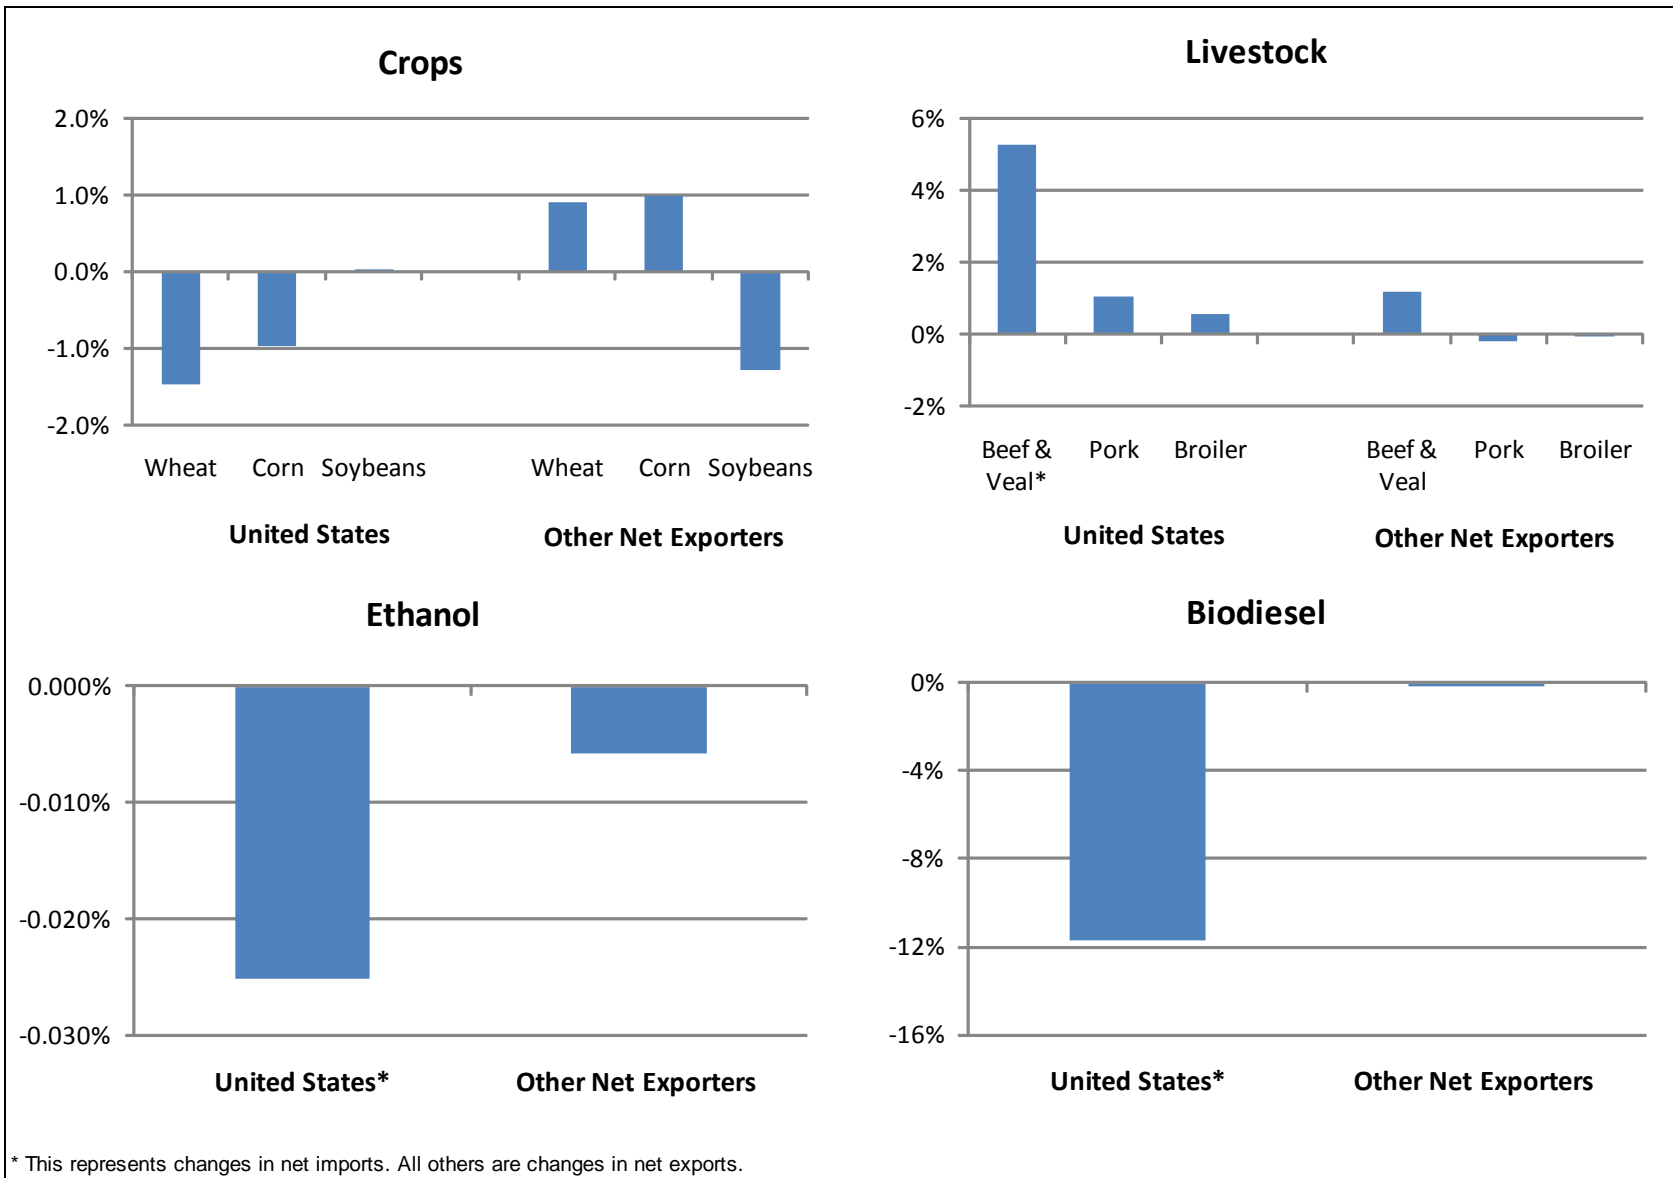 Crops
2.0%
1.0%
0.0%
-1.0%
-2.0%
Wheat Corn Soybeans Wheat Corn Soybeans
United States Other Net Exporters
Livestock
6%
4%
2%
0%
-2%
Beef & Pork Broiler Beef & Pork Broiler
Veal* Veal
United States Other Net Exporters
Ethanol
0.000%
-0.010%
-0.020%
-0.030%
United States* Other Net Exporters
Biodiesel
0%
-4%
-8%
-12%
-16%
United States* Other Net Exporters
* This represents changes in net imports. All others are changes in net exports.